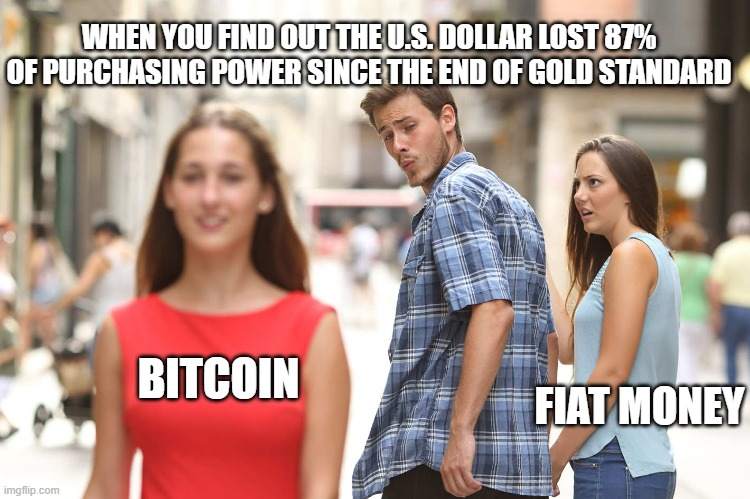 WHEN YOU FIND OUT THE U.S. DOLLAR LOST 87%
OF PURCHASING POWER SINCE THE END OF GOLD STANDARD
BITCOIN
FIAT MONEY
imgflip.com